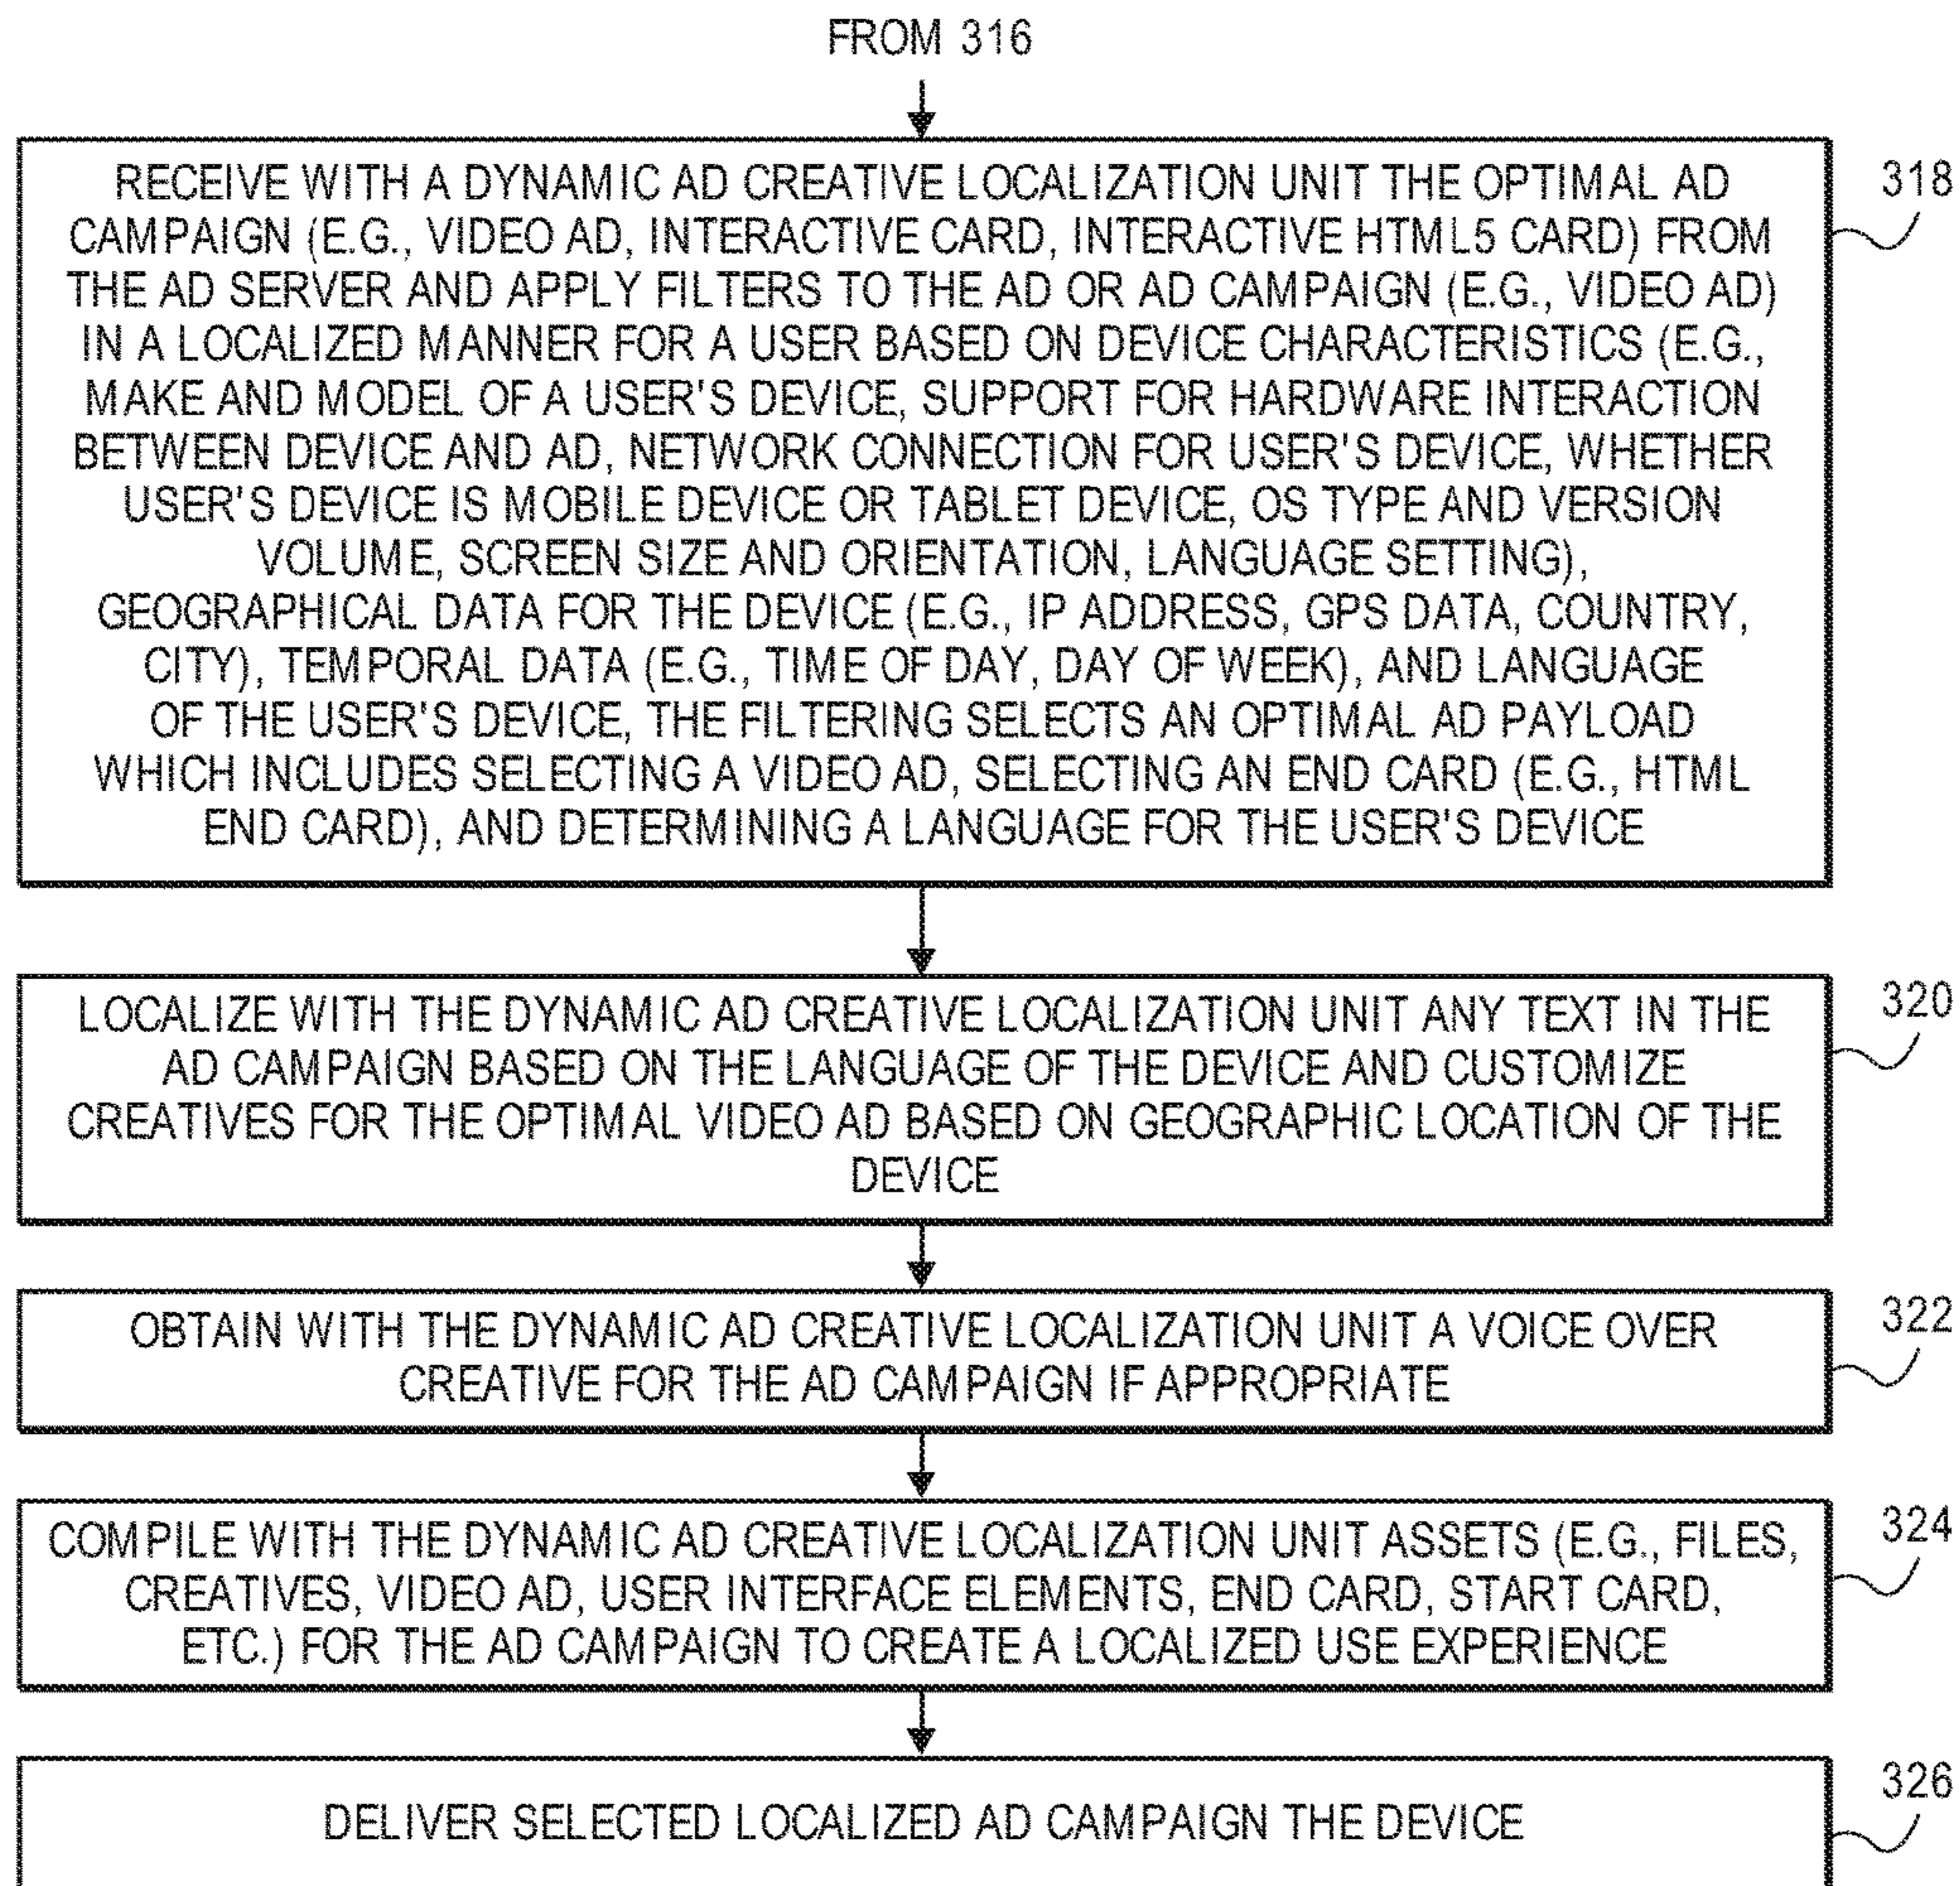 FROM 316
RECEIVE WITH A DYNAMIC AD CREATIVE LOCALIZATION UNIT THE OPTIMAL AD
CAMPAIGN (E.G., VIDEO AD, INTERACTIVE CARD, INTERACTIVE HTML5 CARD) FROM
THE AD SERVER AND APPLY FILTERS TO THE AD OR AD CAMPAIGN (E.G., VIDEO AD)
IN A LOCALIZED MANNER FOR A USER BASED ON DEVICE CHARACTERISTICS (E.G.,
MAKE AND MODEL OF A USER'S DEVICE, SUPPORT FOR HARDWARE INTERACTION
BETWEEN DEVICE AND AD, NETWORK CONNECTION FOR USER'S DEVICE, WHETHER
USER'S DEVICE IS MOBILE DEVICE OR TABLET DEVICE, OS TYPE AND VERSION
VOLUME, SCREEN SIZE AND ORIENTATION, LANGUAGE SETTING),
GEOGRAPHICAL DATA FOR THE DEVICE (E.G., IP ADDRESS, GPS DATA, COUNTRY,
CITY), TEMPORAL DATA (E.G., TIME OF DAY, DAY OF WEEK), AND LANGUAGE
OF THE USER'S DEVICE, THE FILTERING SELECTS AN OPTIMAL AD PAYLOAD
WHICH INCLUDES SELECTING A VIDEO AD, SELECTING AN END CARD (E.G., HTML
END CARD), AND DETERMINING A LANGUAGE FOR THE USER'S DEVICE
318
LOCALIZE WITH THE DYNAMIC AD CREATIVE LOCALIZATION UNIT ANY TEXT IN THE
AD CAMPAIGN BASED ON THE LANGUAGE OF THE DEVICE AND CUSTOMIZE
CREATIVES FOR THE OPTIMAL VIDEO AD BASED ON GEOGRAPHIC LOCATION OF THE
DEVICE
320
OBTAIN WITH THE DYNAMIC AD CREATIVE LOCALIZATION UNIT A VOICE OVER
CREATIVE FOR THE AD CAMPAIGN IF APPROPRIATE
322
COMPILE WITH THE DYNAMIC AD CREATIVE LOCALIZATION UNIT ASSETS (E.G., FILES,
CREATIVES, VIDEO AD, USER INTERFACE ELEMENTS, END CARD, START CARD,
ETC.) FOR THE AD CAMPAIGN TO CREATE A LOCALIZED USE EXPERIENCE
324
DELIVER SELECTED LOCALIZED AD CAMPAIGN THE DEVICE
326